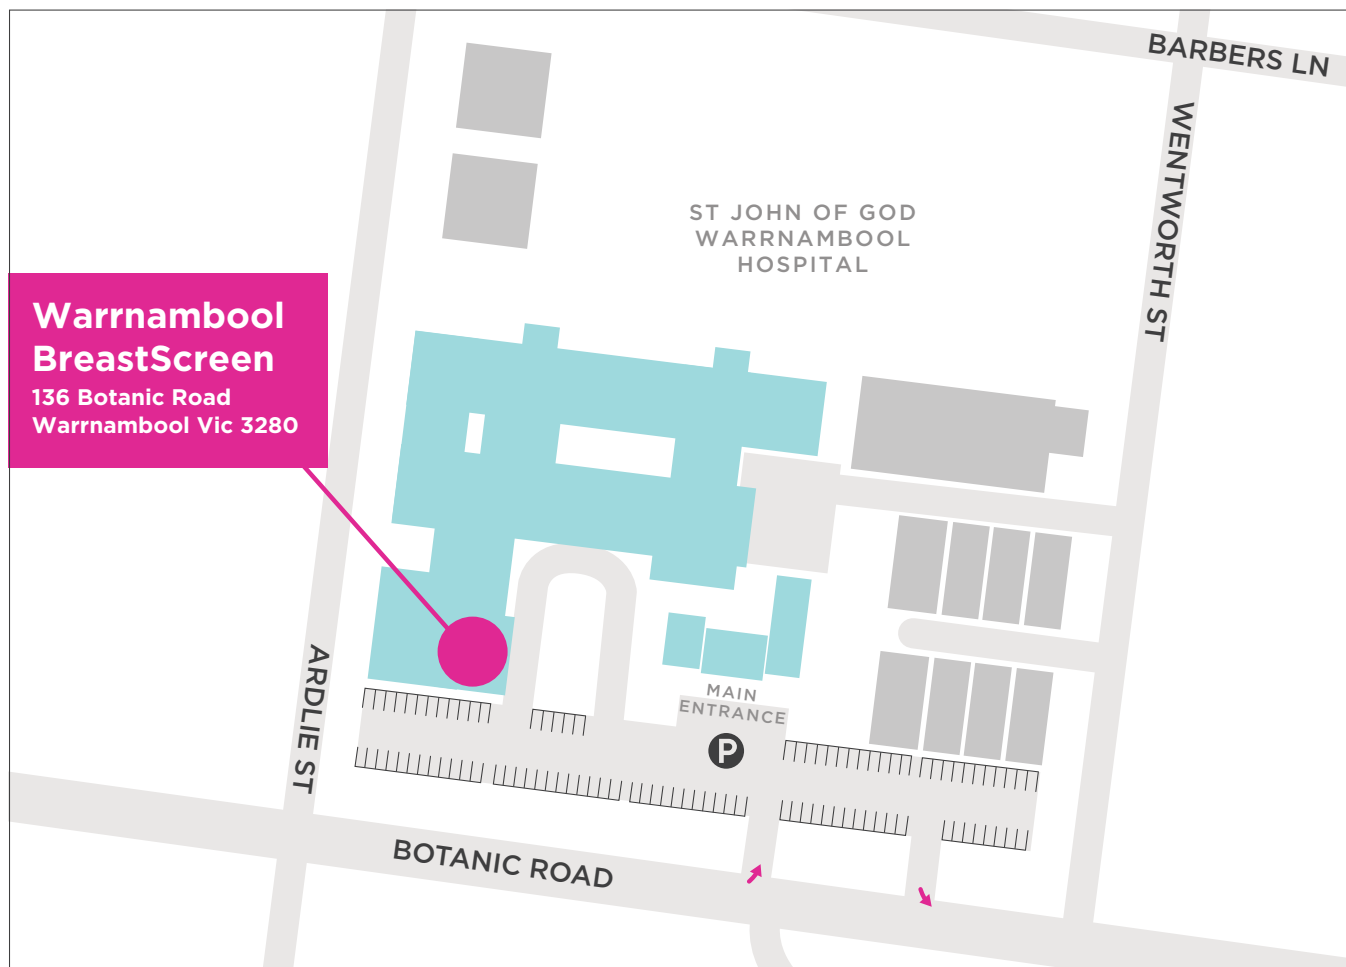 BARBERS LN
WENTWORTH ST
ST JOHN OF GOD
WARRNAMBOOL
HOSPITAL
Warrnambool
BreastScreen
136 Botanic Road
Warrnambool Vic 3280
ARDLIE ST
MAIN
ENTRANCE
P
BOTANIC ROAD